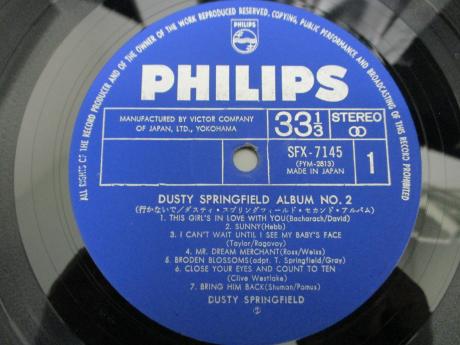 PHILIPS
PHILIPS
MANUFACTURED BY VICTOR COMPANY
OF JAPAN, LTD., YOKOHAMA
33 1/3
STEREO
SFX-7145
(FYM-2813)
MADE IN JAPAN
1
DUSTY SPRINGFIELD ALBUM NO. 2
(行かないで/ダスティ・スプリングフィールド・セカンド・アルバム)
1. THIS GIRL'S IN LOVE WITH YOU(Bacharach/David)
2. SUNNY(Hebb)
3. I CAN'T WAIT UNTIL I SEE MY BABY'S FACE
(Taylor/Ragovoy)
4. MR. DREAM MERCHANT(Ross/Weiss)
5. BRODEN BLOSSOMS(adpt. T. Springfield/Gray)
6. CLOSE YOUR EYES AND COUNT TO TEN
(Clive Westlake)
7. BRING HIM BACK(Shuman/Pomus)
DUSTY SPRINGFIELD
ALL RIGHTS OF THE RECORD PRODUCER AND OF THE OWNER OF THE WORK REPRODUCED RESERVED. COPYING, PUBLIC PERFORMANCE AND BROADCASTING OF THIS RECORD PROHIBITED